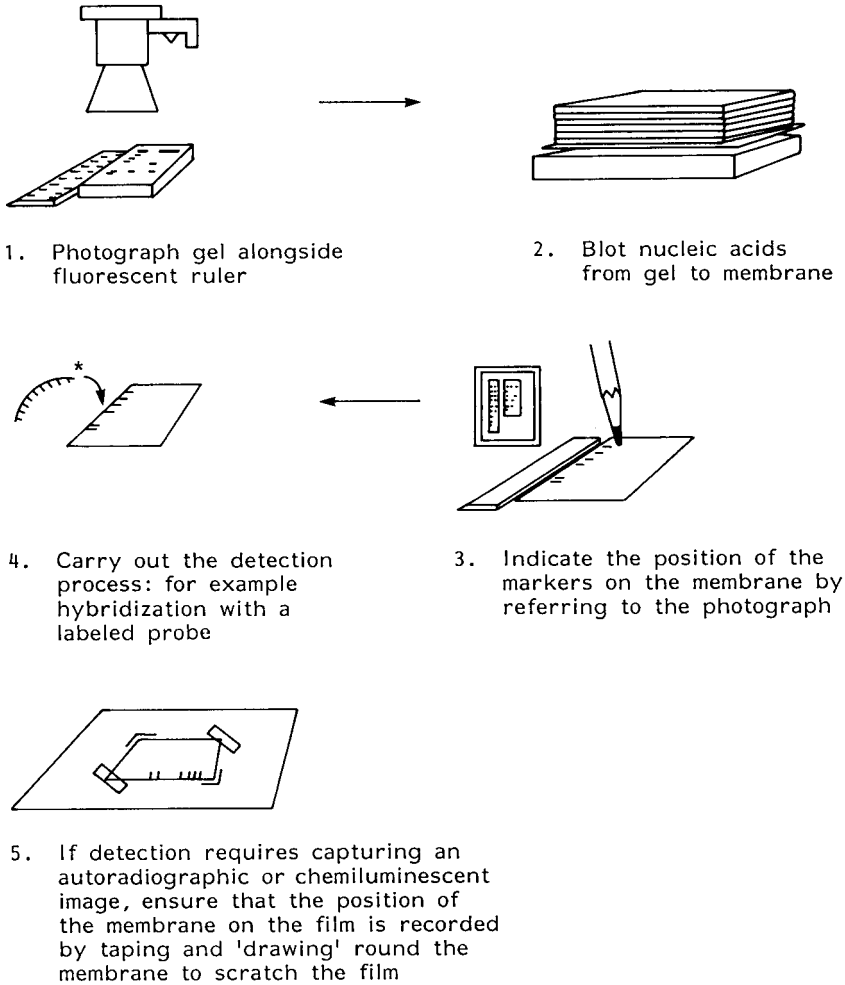 1. Photograph gel alongside
fluorescent ruler
2. Blot nucleic acids
from gel to membrane
*
4. Carry out the detection
process: for example
hybridization with a
labeled probe
3. Indicate the position of the
markers on the membrane by
referring to the photograph
5. If detection requires capturing an
autoradiographic or chemiluminescent
image, ensure that the position of
the membrane on the film is recorded
by taping and 'drawing' round the
membrane to scratch the film